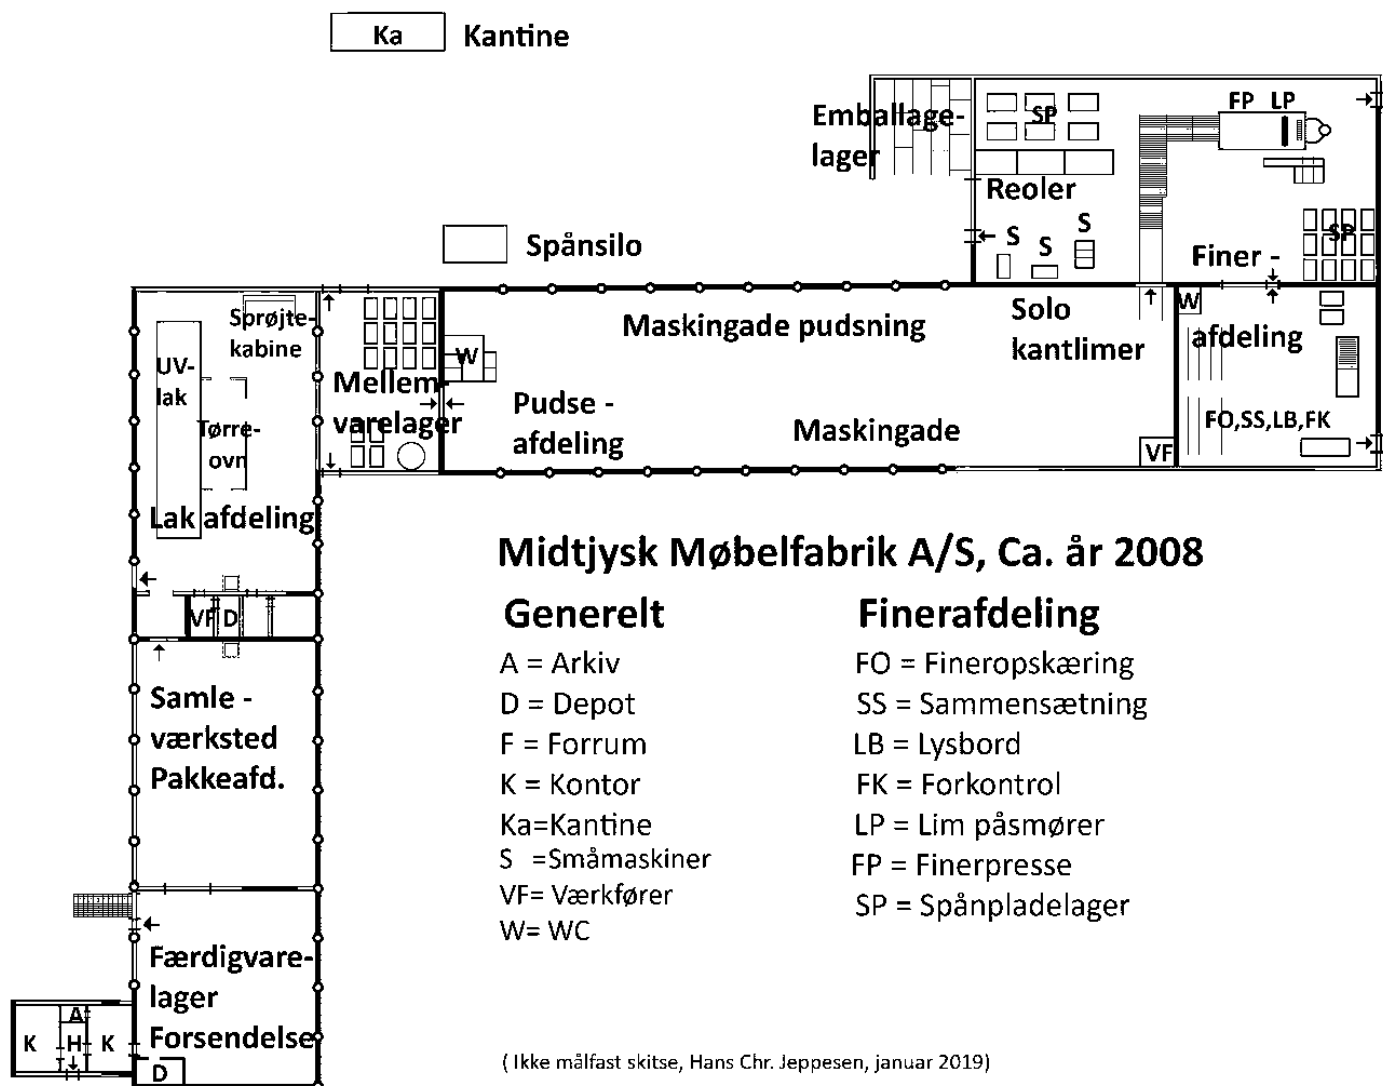 Ka Kantine
FP LP
Emballage-
lager
SP
Reoler
S S S
SP
Finer -
afdeling
Spånsilo
Sprøjte-
kabine
UV-
lak
Tørre-
ovn
Lak afdeling
Mellem-
varelager
W
Maskingade pudsning
Pudse -
afdeling
Maskingade
Solo
kantlimer
W
VF
FO,SS,LB,FK
VF D
Samle -
værksted
Pakkeafd.
Færdigvare-
lager
Forsendelse
A
K H K
D
Midtjysk Møbelfabrik A/S, Ca. år 2008
Generelt
A = Arkiv
D = Depot
F = Forrum
K = Kontor
Ka=Kantine
S =Småmaskiner
VF= Værkfører
W= WC
Finerafdeling
FO = Fineropskæring
SS = Sammensætning
LB = Lysbord
FK = Forkontrol
LP = Lim påsmører
FP = Finerpresse
SP = Spånpladelager
( Ikke målfast skitse, Hans Chr. Jeppesen, januar 2019)